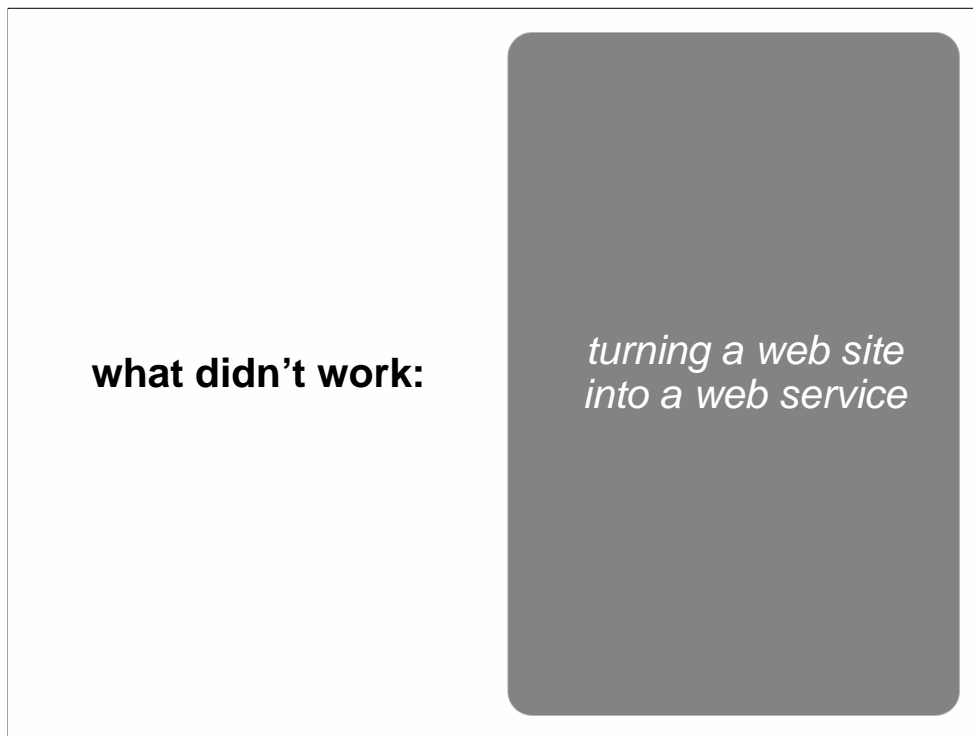 what didn’t work:
turning a web site
into a web service